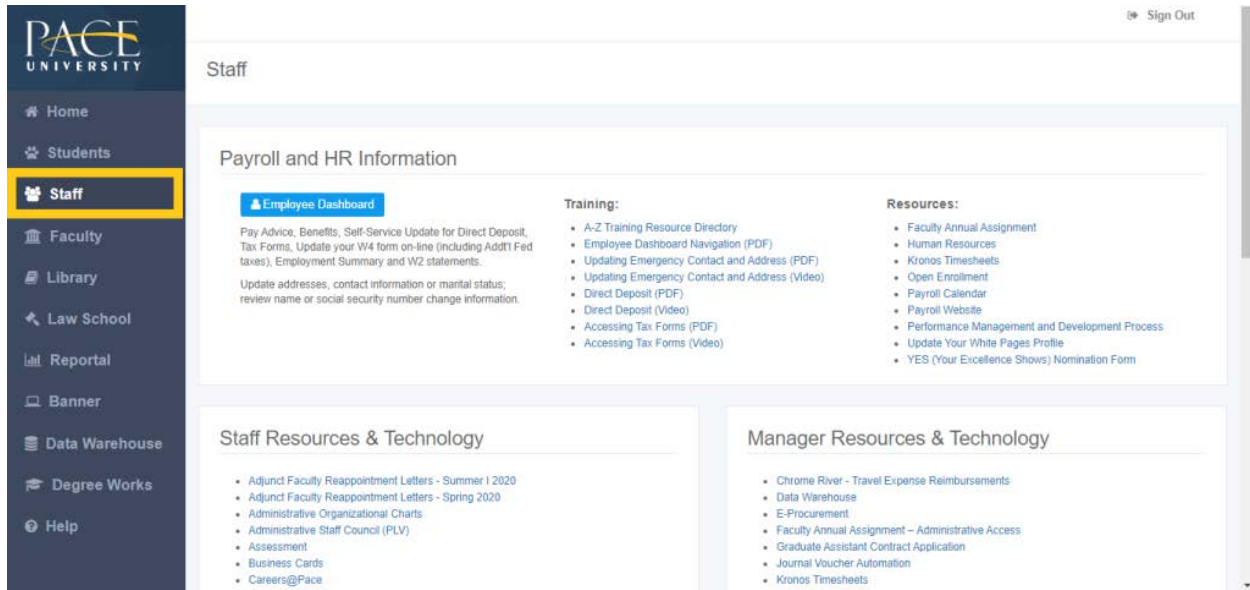 PACE
UNIVERSITY
Home
Students
Staff
Faculty
Library
Law School
Reportal
Banner
Data Warehouse
Degree Works
Help
Sign Out
Staff
Payroll and HR Information
Employee Dashboard
Pay Advice, Benefits, Self-Service Update for Direct Deposit,
Tax Forms, Update your W4 form on-line (including Addt'l Fed
taxes), Employment Summary and W2 statements.
Update addresses, contact information or marital status;
review name or social security number change information.
Training:
A-Z Training Resource Directory
Employee Dashboard Navigation (PDF)
Updating Emergency Contact and Address (PDF)
Updating Emergency Contact and Address (Video)
Direct Deposit (PDF)
Direct Deposit (Video)
Accessing Tax Forms (PDF)
Accessing Tax Forms (Video)
Resources:
Faculty Annual Assignment
Human Resources
Kronos Timesheets
Open Enrollment
Payroll Calendar
Payroll Website
Performance Management and Development Process
Update Your White Pages Profile
YES (Your Excellence Shows) Nomination Form
Staff Resources & Technology
Adjunct Faculty Reappointment Letters - Summer I 2020
Adjunct Faculty Reappointment Letters - Spring 2020
Administrative Organizational Charts
Administrative Staff Council (PLV)
Assessment
Business Cards
Careers@Pace
Manager Resources & Technology
Chrome River - Travel Expense Reimbursements
Data Warehouse
E-Procurement
Faculty Annual Assignment – Administrative Access
Graduate Assistant Contract Application
Journal Voucher Automation
Kronos Timesheets